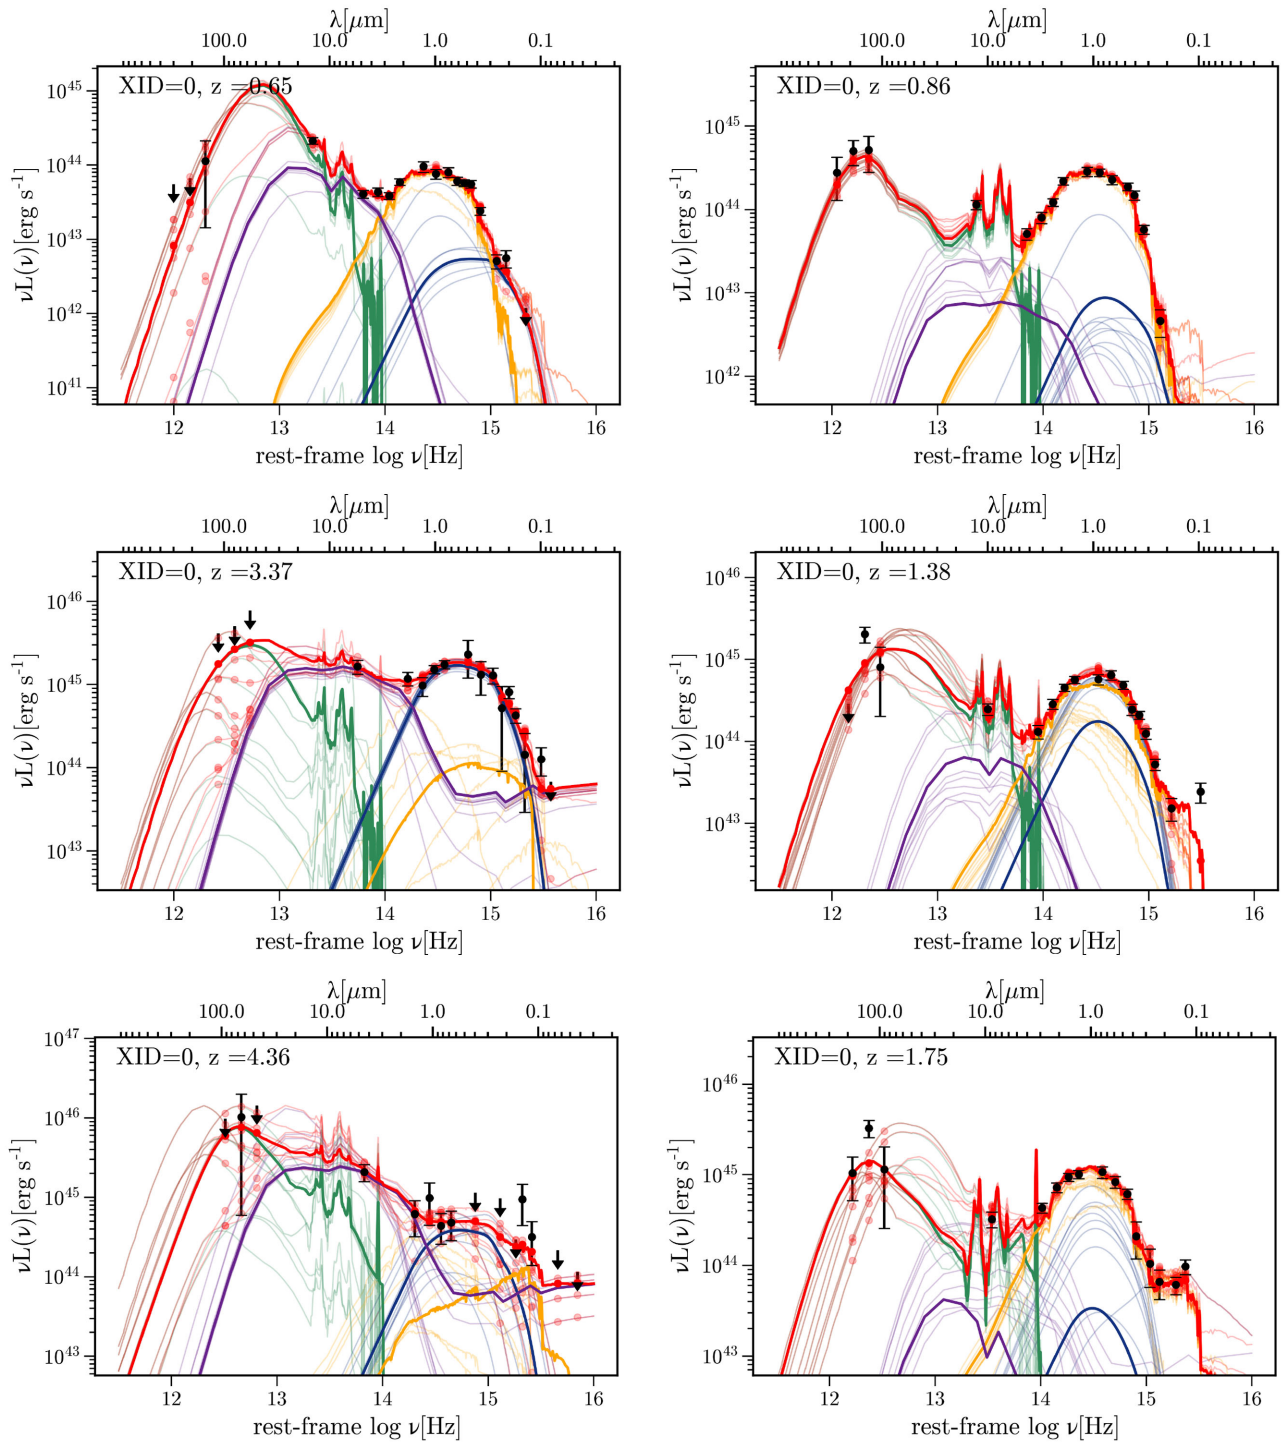 λ[μm]
100.0 10.0 1.0 0.1
XID=0, z =0.65
10^45
10^44
10^43
10^42
10^41
νL(ν)[erg s^-1]
12 13 14 15 16
rest-frame log ν[Hz]
λ[μm]
100.0 10.0 1.0 0.1
XID=0, z =0.86
10^45
10^44
10^43
10^42
νL(ν)[erg s^-1]
12 13 14 15 16
rest-frame log ν[Hz]
λ[μm]
100.0 10.0 1.0 0.1
XID=0, z =3.37
10^46
10^45
10^44
10^43
νL(ν)[erg s^-1]
12 13 14 15 16
rest-frame log ν[Hz]
λ[μm]
100.0 10.0 1.0 0.1
XID=0, z =1.38
10^46
10^45
10^44
10^43
νL(ν)[erg s^-1]
12 13 14 15 16
rest-frame log ν[Hz]
λ[μm]
100.0 10.0 1.0 0.1
10^47
XID=0, z =4.36
10^46
10^45
10^44
10^43
νL(ν)[erg s^-1]
12 13 14 15 16
rest-frame log ν[Hz]
λ[μm]
100.0 10.0 1.0 0.1
XID=0, z =1.75
10^46
10^45
10^44
10^43
νL(ν)[erg s^-1]
12 13 14 15 16
rest-frame log ν[Hz]